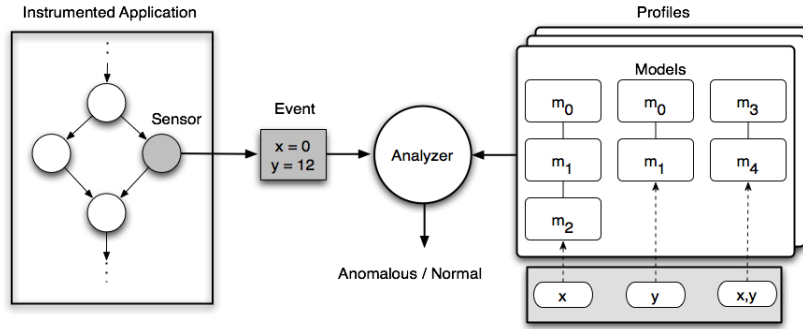 Instrumented Application
Profiles
Models
Sensor
Event
x = 0
y = 12
Analyzer
Anomalous / Normal
m0 m0 m3
m1 m1 m4
m2
x y x,y